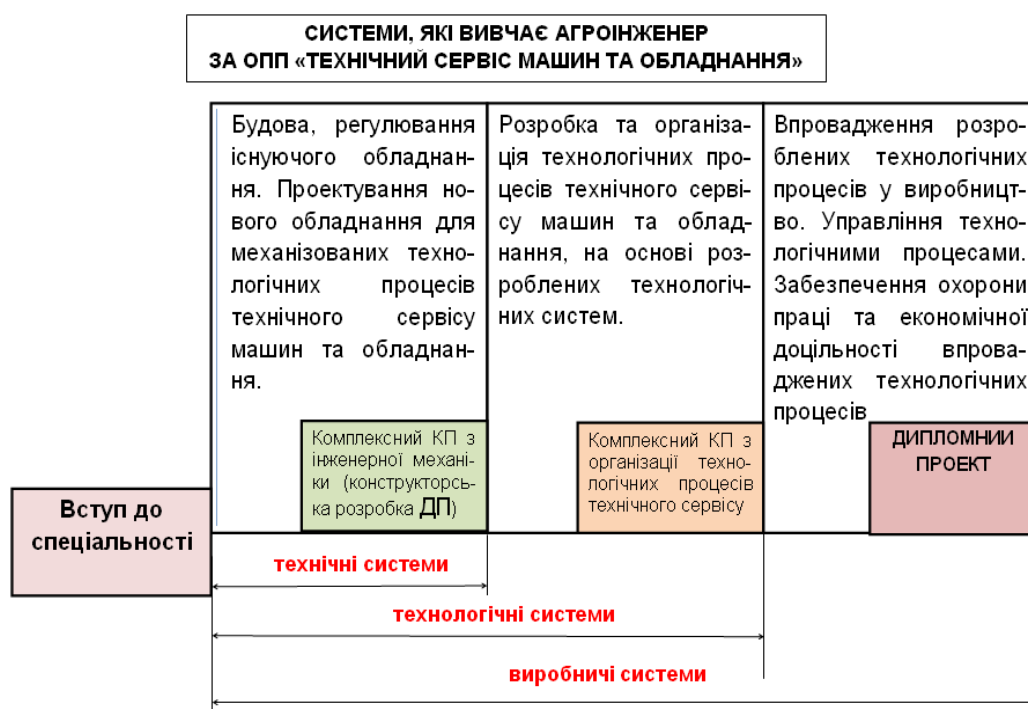 СИСТЕМИ, ЯКІ ВИВЧАЄ АГРОІНЖЕНЕР
ЗА ОПП «ТЕХНІЧНИЙ СЕРВІС МАШИН ТА ОБЛАДНАННЯ»
Будова, регулювання
існуючого обладнан-
ня. Проектування но-
вого обладнання для
механізованих техно-
логічних процесів
технічного сервісу
машин та обладнан-
ня.
Комплексний КП з
інженерної механі-
ки (конструкторсь-
ка розробка ДП)
Розробка та організа-
ція технологічних про-
цесів технічного серві-
су машин та облад-
нання, на основі роз-
роблених технологіч-
них систем.
Комплексний КП з
організації техно-
логічних процесів
технічного сервісу
Впровадження розро-
блених технологічних
процесів у виробницт-
во. Управління техно-
логічними процесами.
Забезпечення охорони
праці та економічної
доцільності впрова-
джених технологічних
процесів
ДИПЛОМНИИ
ПРОЕКТ
Вступ до
спеціальності
технічні системи
технологічні системи
виробничі системи